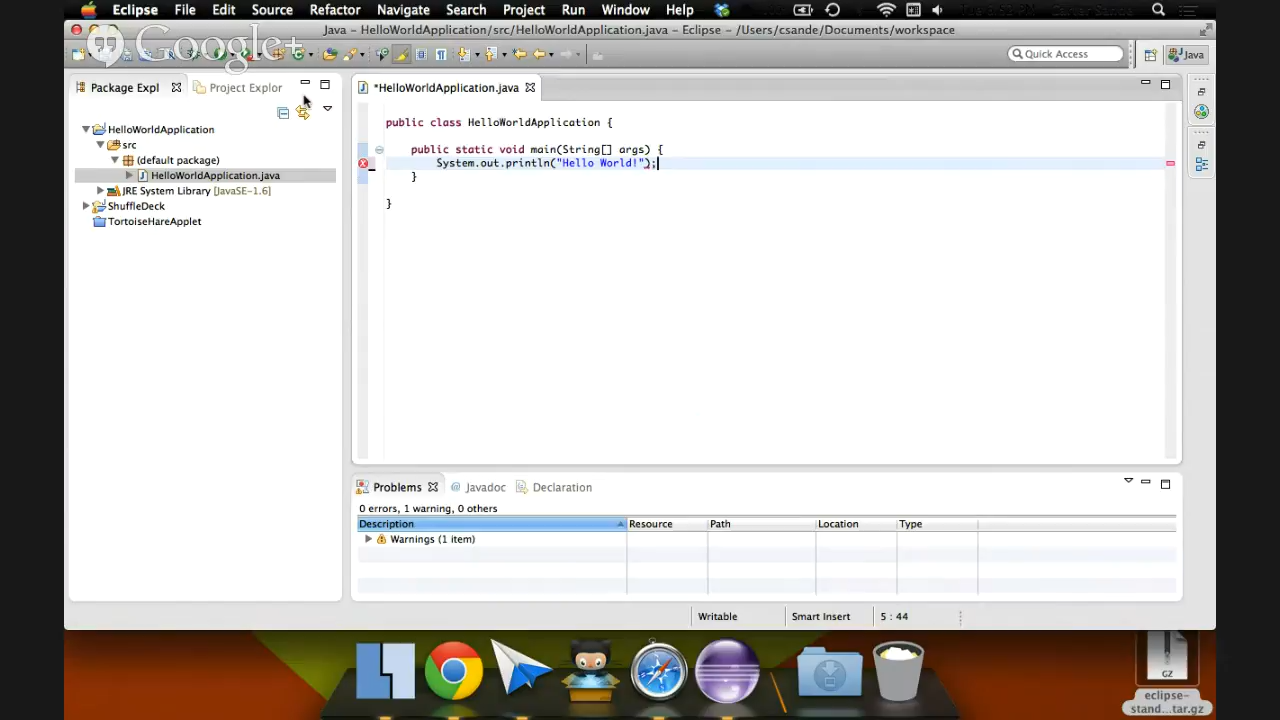 Eclipse File Edit Source Refactor Navigate Search Project Run Window Help
Java - HelloWorldApplication/src/HelloWorldApplication.java - Eclipse - /Users/csande/Documents/workspace
Google+
Quick Access
Java
Package Expl
Project Explor
*HelloWorldApplication.java
HelloWorldApplication
src
(default package)
HelloWorldApplication.java
JRE System Library [JavaSE-1.6]
ShuffleDeck
TortoiseHareApplet
public class HelloWorldApplication {
public static void main(String[] args) {
System.out.println("Hello World!");
}
}
Problems
@ Javadoc
Declaration
0 errors, 1 warning, 0 others
Description Resource Path Location Type
Warnings (1 item)
Writable Smart Insert 5 : 44
GZ
eclipse-
stand...tar.gz